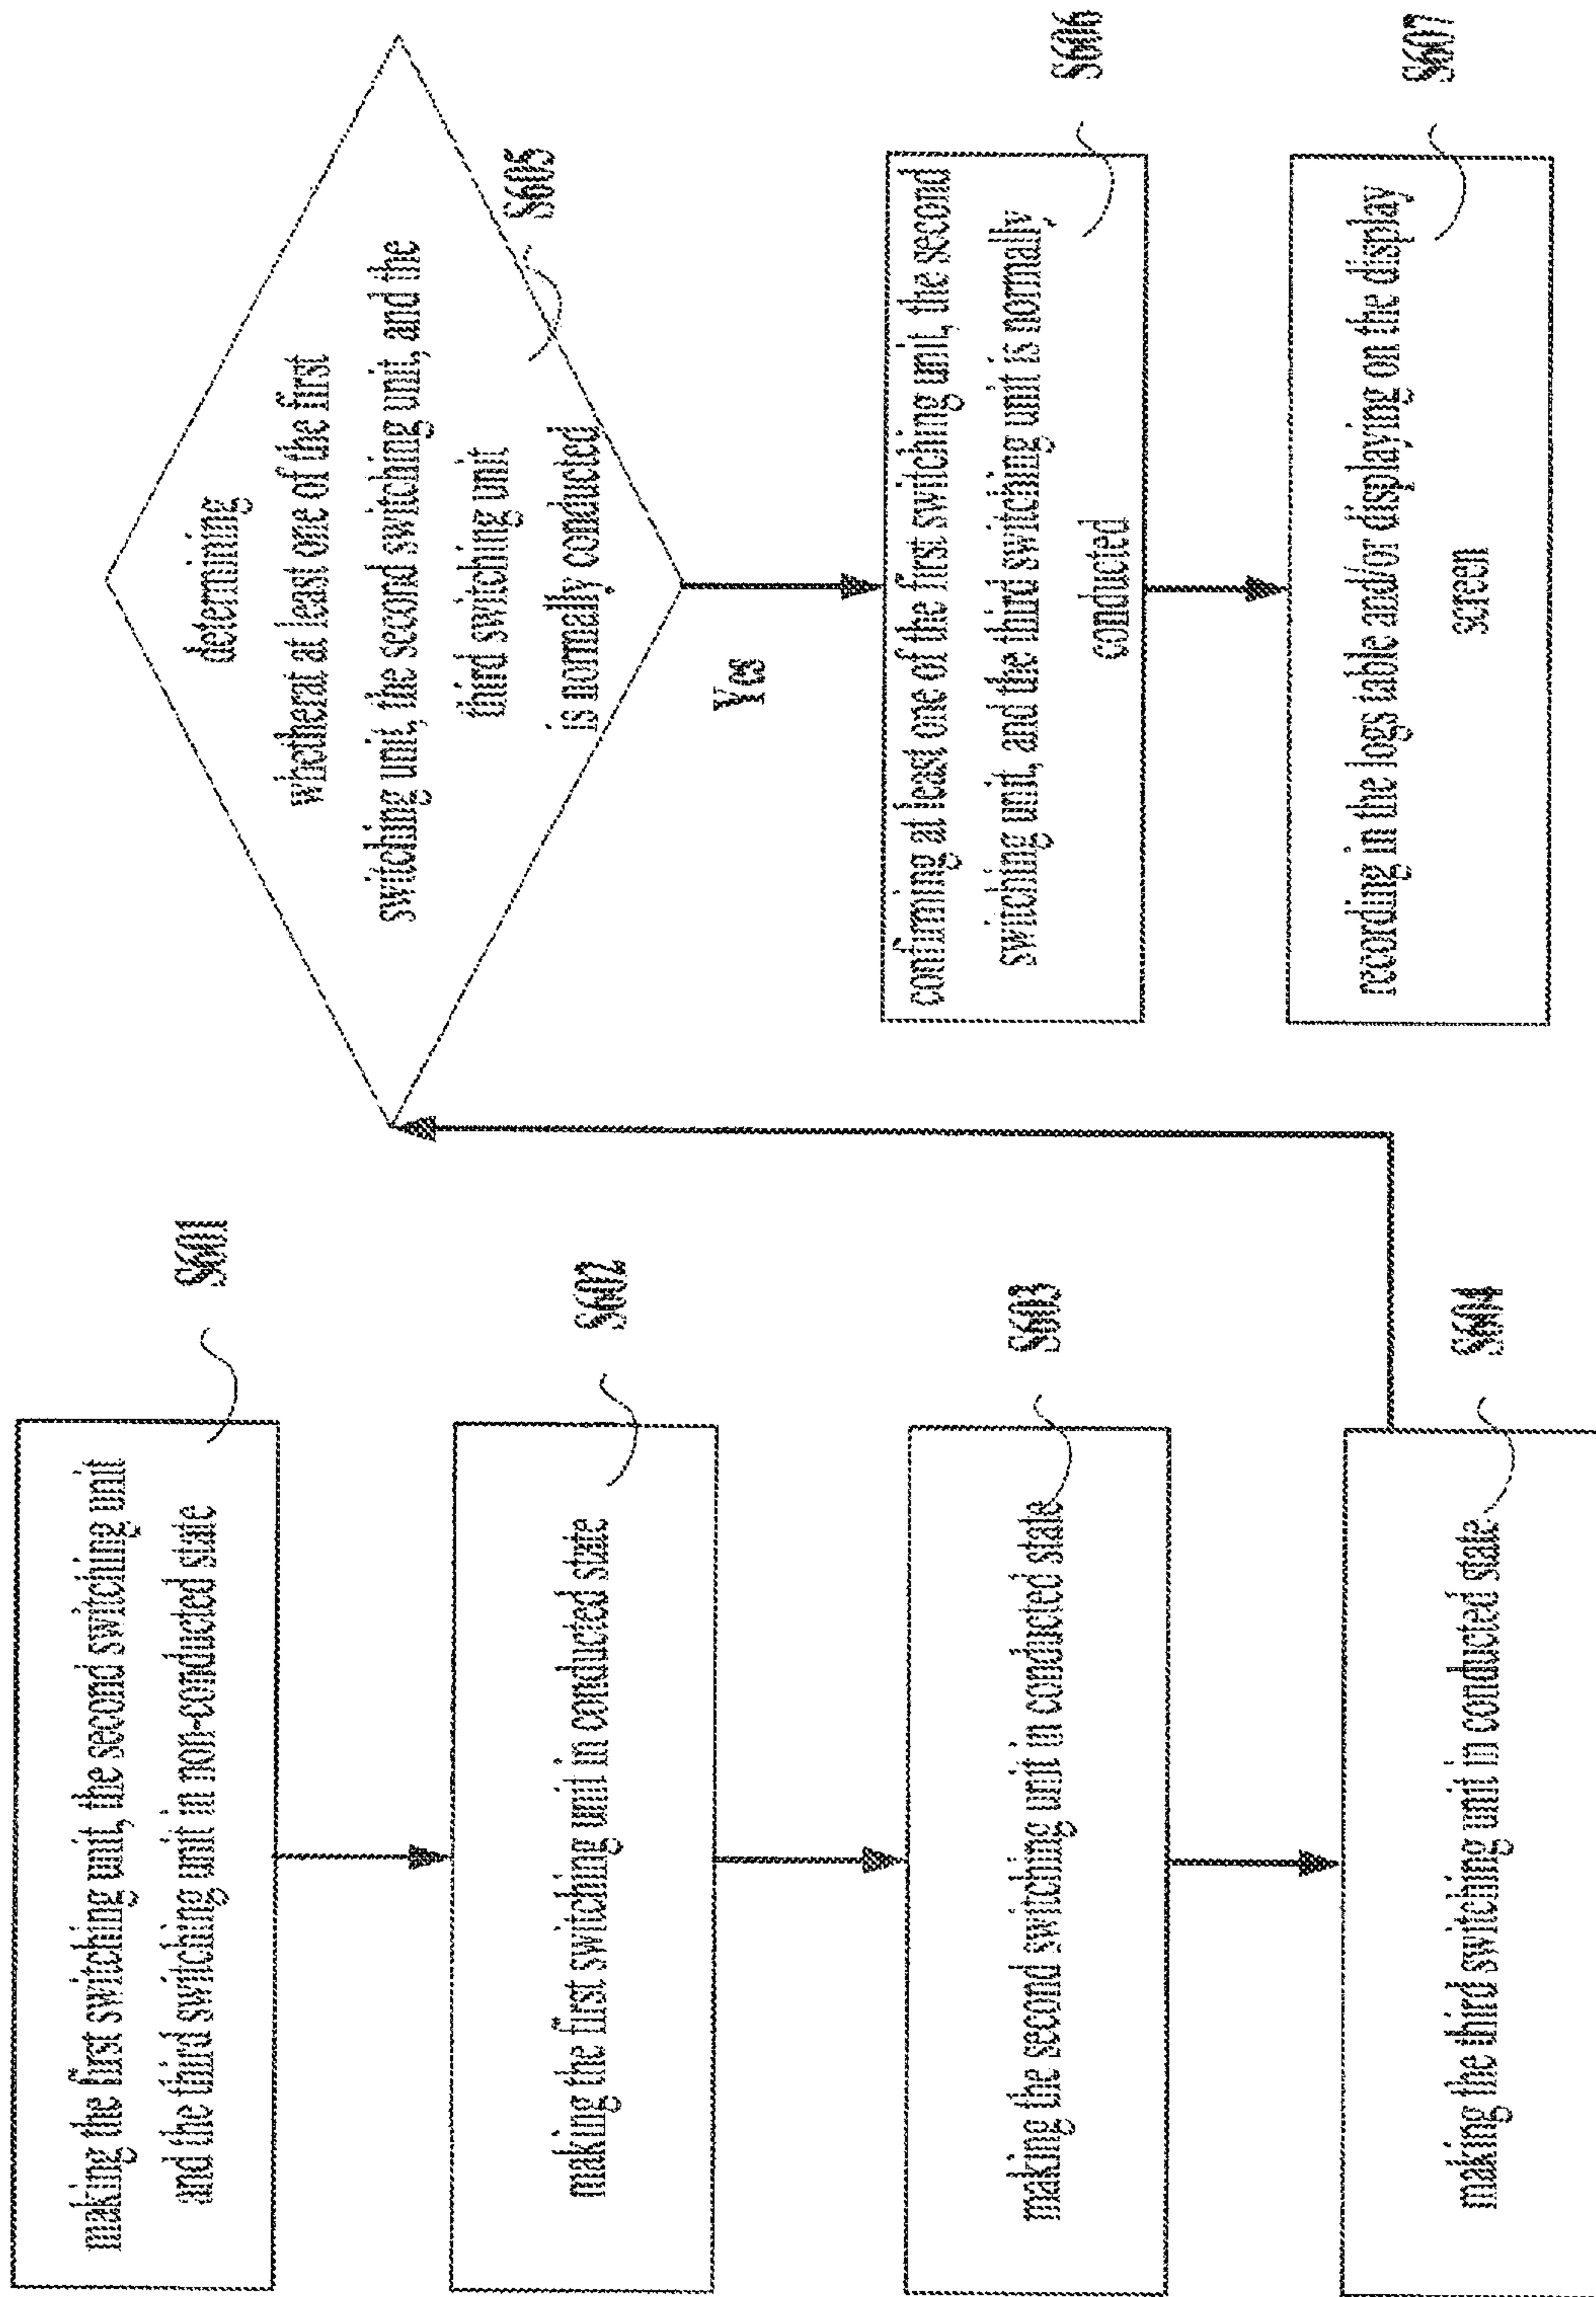 making the first switching unit, the second switching unit
and the third switching unit in non-conducted state
S601
making the first switching unit in conducted state
S602
making the second switching unit in conducted state
S603
making the third switching unit in conducted state
S604
determining
whetherat at least one of the first
switching unit, the second switching unit, and the
third switching unit
is normally conducted
S605
Yes
confirming at least one of the first switching unit, the second
switching unit, and the third switching unit is normally
conducted
S606
recording in the logs table and/or displaying on the display
screen
S607